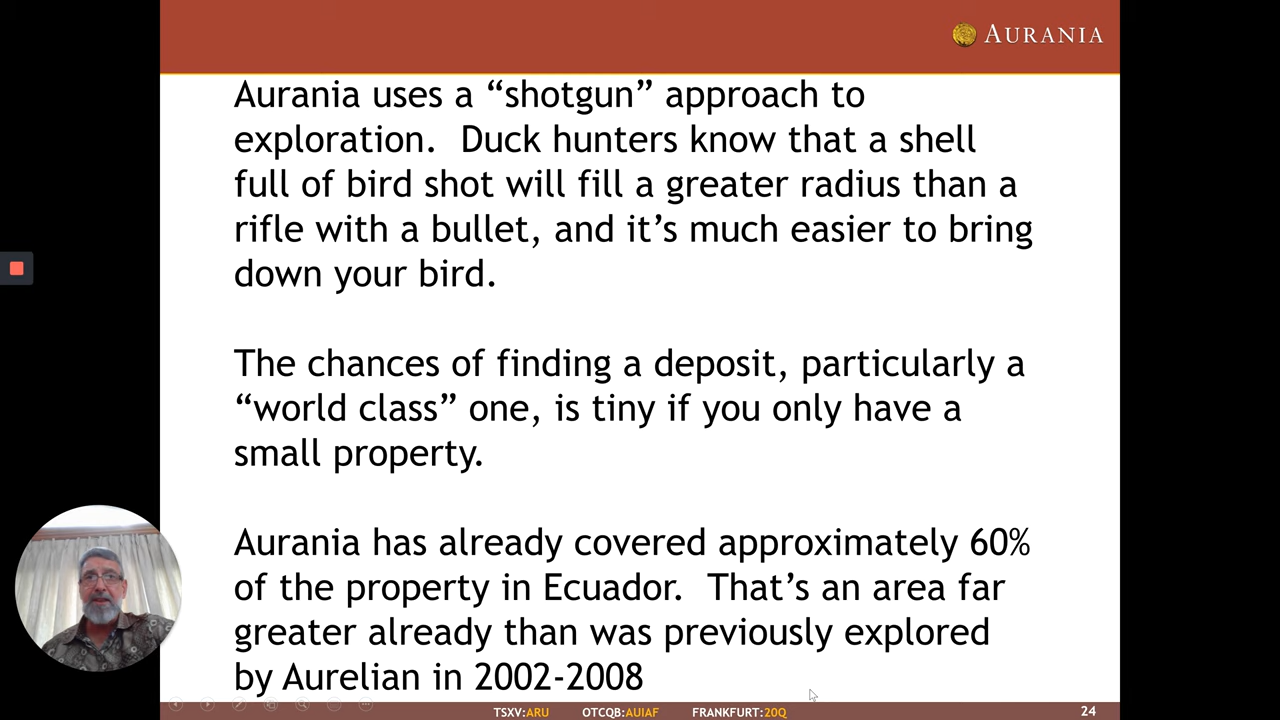 AURANIA
Aurania uses a “shotgun” approach to
exploration.  Duck hunters know that a shell
full of bird shot will fill a greater radius than a
rifle with a bullet, and it’s much easier to bring
down your bird.
The chances of finding a deposit, particularly a
“world class” one, is tiny if you only have a
small property.
Aurania has already covered approximately 60%
of the property in Ecuador.  That’s an area far
greater already than was previously explored
by Aurelian in 2002-2008
TSXV:ARU OTCQB:AUIAF FRANKFURT:20Q 24